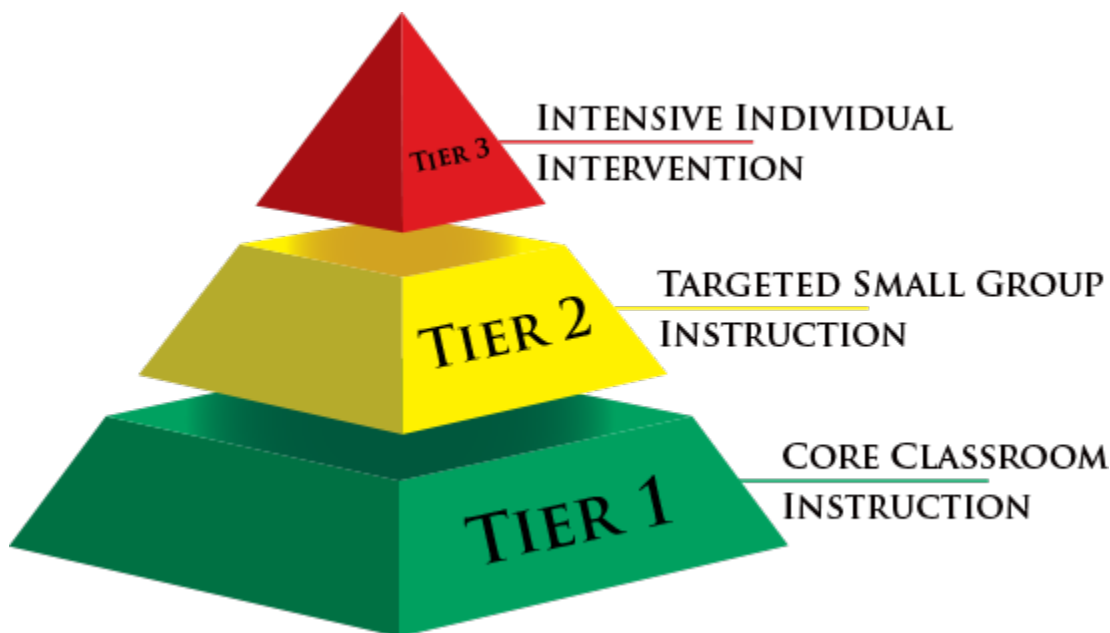 Tier 3
Intensive Individual
Intervention
Tier 2
Targeted Small Group
Instruction
Tier 1
Core Classroom
Instruction